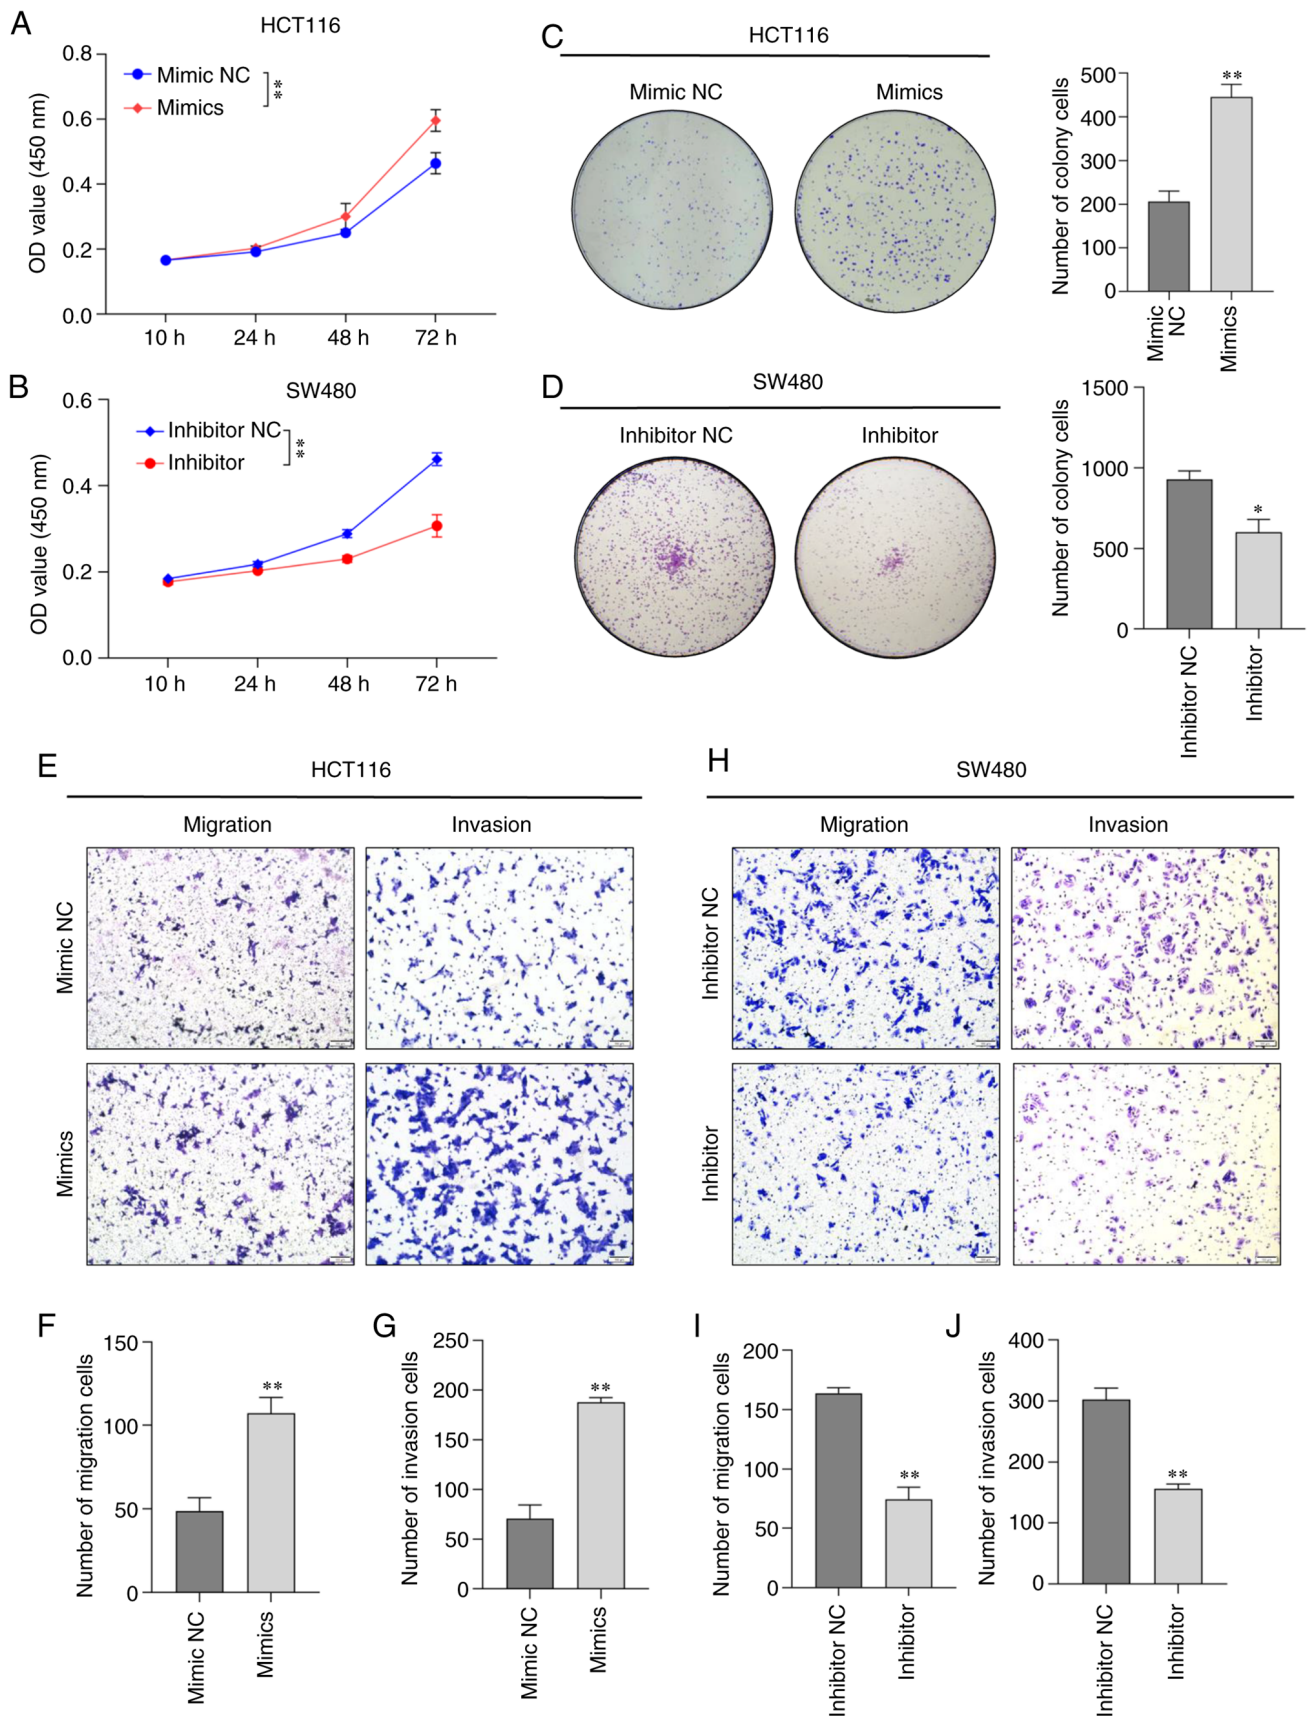 A
HCT116
0.8
0.6
0.4
0.2
0.0
OD value (450 nm)
Mimic NC
Mimics
**
10 h
24 h
48 h
72 h
B
SW480
0.6
0.4
0.2
0.0
OD value (450 nm)
Inhibitor NC
Inhibitor
**
10 h
24 h
48 h
72 h
C
HCT116
Mimic NC
Mimics
500
400
300
200
100
0
Number of colony cells
**
Mimic
NC
Mimics
D
SW480
Inhibitor NC
Inhibitor
1500
1000
500
0
Number of colony cells
*
Inhibitor NC
Inhibitor
E
HCT116
Migration
Invasion
Mimic NC
Mimics
H
SW480
Migration
Invasion
Inhibitor NC
Inhibitor
F
150
100
50
0
Number of migration cells
**
Mimic NC
Mimics
G
250
200
150
100
50
0
Number of invasion cells
**
Mimic NC
Mimics
I
200
150
100
50
0
Number of migration cells
**
Inhibitor NC
Inhibitor
J
400
300
200
100
0
Number of invasion cells
**
Inhibitor NC
Inhibitor